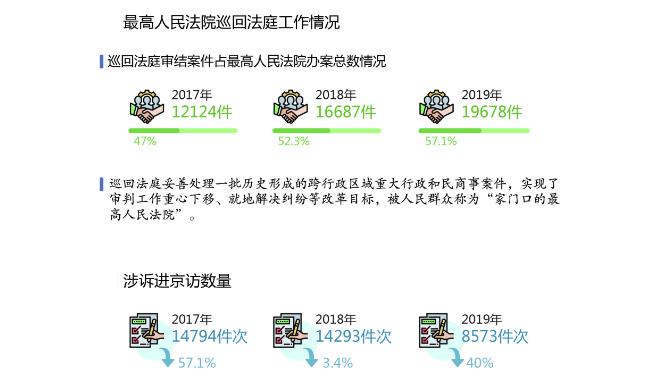 最高人民法院巡回法庭工作情况
巡回法庭审结案件占最高人民法院办案总数情况
2017年 2018年 2019年
12124件 16687件 19678件
47% 52.3% 57.1%
巡回法庭妥善处理一批历史形成的跨行政区域重大行政和民商事案件，实现了
审判工作重心下移、就地解决纠纷等改革目标，被人民群众称为“家门口的最
高人民法院”。
涉诉进京访数量
2017年 2018年 2019年
14794件次 14293件次 8573件次
57.1% 3.4% 40%